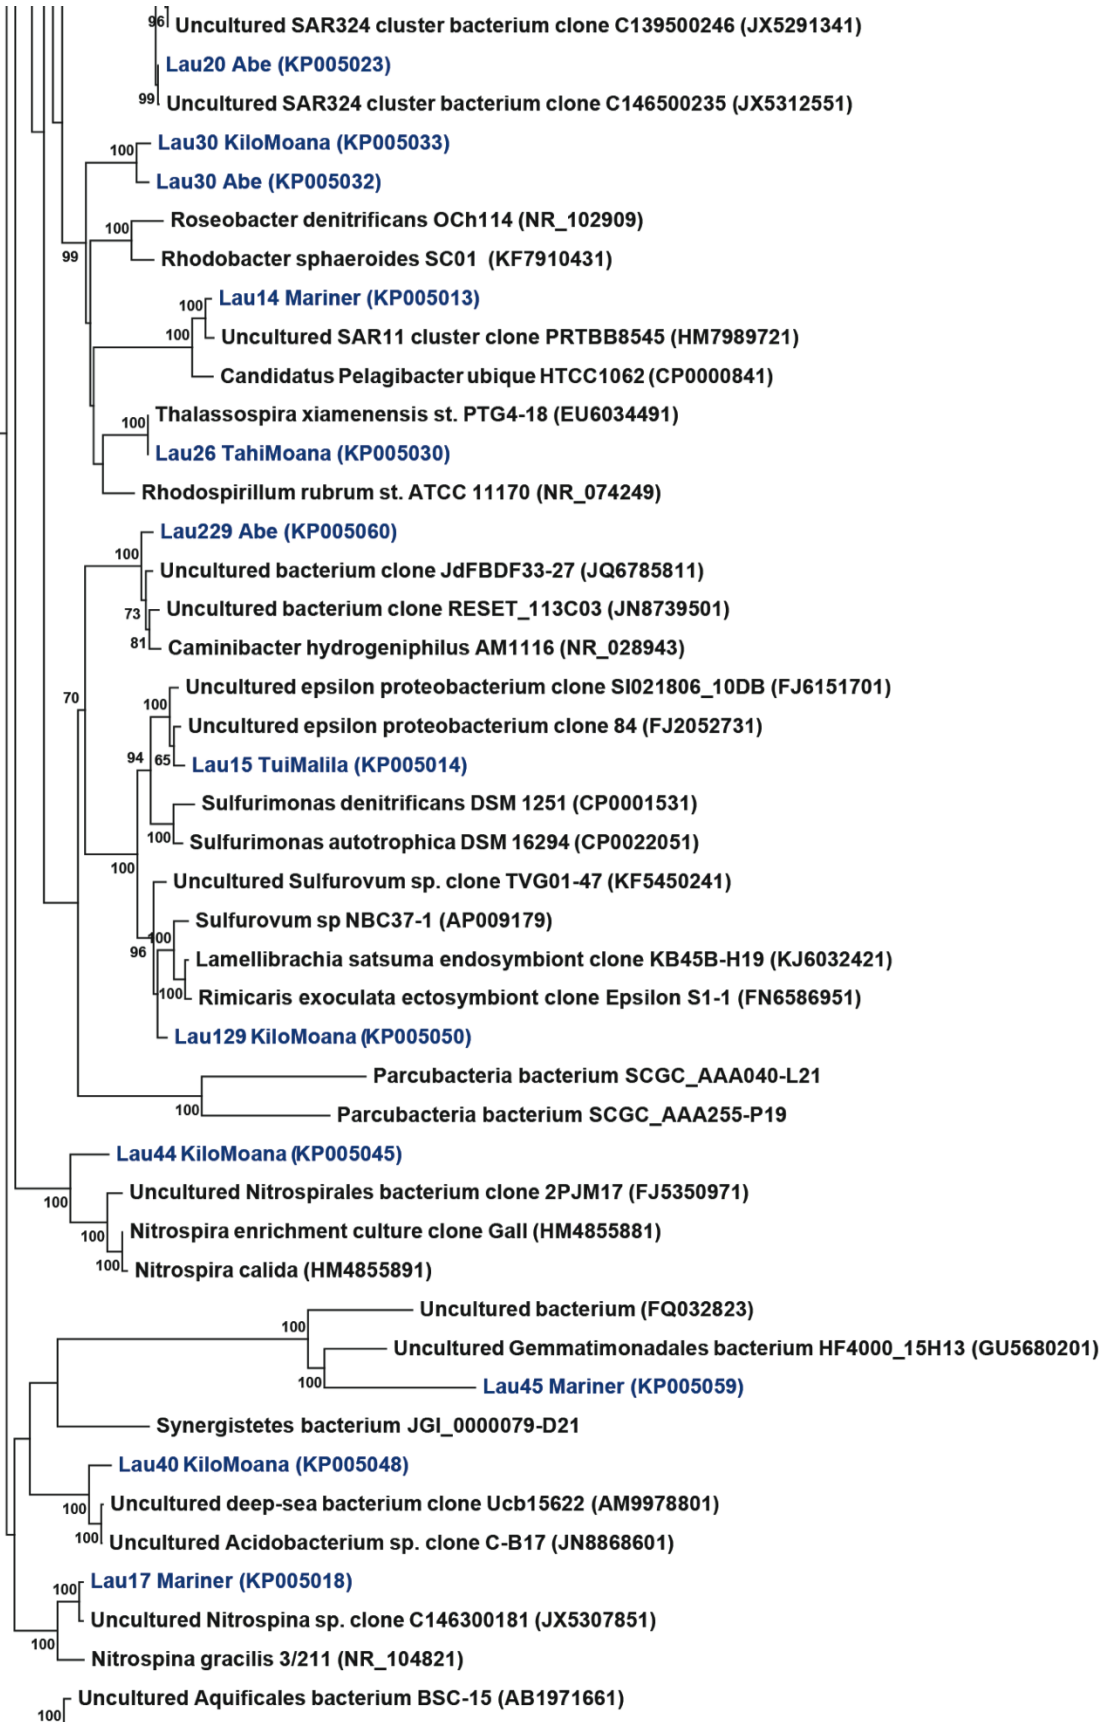 96
Uncultured SAR324 cluster bacterium clone C139500246 (JX5291341)
Lau20 Abe (KP005023)
99
Uncultured SAR324 cluster bacterium clone C146500235 (JX5312551)
100
Lau30 KiloMoana (KP005033)
Lau30 Abe (KP005032)
100
Roseobacter denitrificans OCh114 (NR_102909)
99
Rhodobacter sphaeroides SC01 (KF7910431)
100
Lau14 Mariner (KP005013)
100
Uncultured SAR11 cluster clone PRTBB8545 (HM7989721)
Candidatus Pelagibacter ubique HTCC1062 (CP0000841)
100
Thalassospira xiamenensis st. PTG4-18 (EU6034491)
Lau26 TahiMoana (KP005030)
Rhodospirillum rubrum st. ATCC 11170 (NR_074249)
Lau229 Abe (KP005060)
100
Uncultured bacterium clone JdFBDF33-27 (JQ6785811)
73
Uncultured bacterium clone RESET_113C03 (JN8739501)
81
Caminibacter hydrogeniphilus AM1116 (NR_028943)
70
100
Uncultured epsilon proteobacterium clone SI021806_10DB (FJ6151701)
Uncultured epsilon proteobacterium clone 84 (FJ2052731)
94
65
Lau15 TuiMalila (KP005014)
Sulfurimonas denitrificans DSM 1251 (CP0001531)
100
Sulfurimonas autotrophica DSM 16294 (CP0022051)
100
Uncultured Sulfurovum sp. clone TVG01-47 (KF5450241)
Sulfurovum sp NBC37-1 (AP009179)
96
100
Lamellibrachia satsuma endosymbiont clone KB45B-H19 (KJ6032421)
100
Rimicaris exoculata ectosymbiont clone Epsilon S1-1 (FN6586951)
Lau129 KiloMoana (KP005050)
Parcubacteria bacterium SCGC_AAA040-L21
100
Parcubacteria bacterium SCGC_AAA255-P19
Lau44 KiloMoana (KP005045)
100
Uncultured Nitrospirales bacterium clone 2PJM17 (FJ5350971)
100
Nitrospira enrichment culture clone Gall (HM4855881)
100
Nitrospira calida (HM4855891)
Uncultured bacterium (FQ032823)
100
Uncultured Gemmatimonadales bacterium HF4000_15H13 (GU5680201)
100
Lau45 Mariner (KP005059)
Synergistetes bacterium JGI_0000079-D21
Lau40 KiloMoana (KP005048)
100
Uncultured deep-sea bacterium clone Ucb15622 (AM9978801)
100
Uncultured Acidobacterium sp. clone C-B17 (JN8868601)
100
Lau17 Mariner (KP005018)
Uncultured Nitrospina sp. clone C146300181 (JX5307851)
100
Nitrospina gracilis 3/211 (NR_104821)
Uncultured Aquificales bacterium BSC-15 (AB1971661)
100